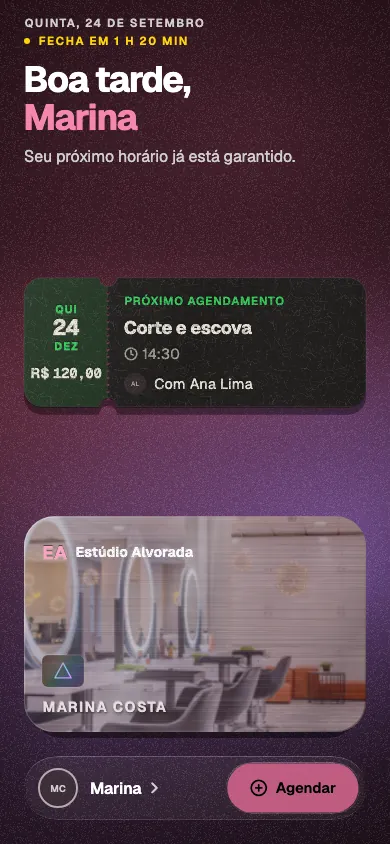 QUINTA, 24 DE SETEMBRO
FECHA EM 1 H 20 MIN
Boa tarde,
Marina
Seu próximo horário já está garantido.
QUI
24
DEZ
R$ 120,00
PRÓXIMO AGENDAMENTO
Corte e escova
14:30
AL
Com Ana Lima
EA Estúdio Alvorada
MARINA COSTA
MC
Marina
Agendar